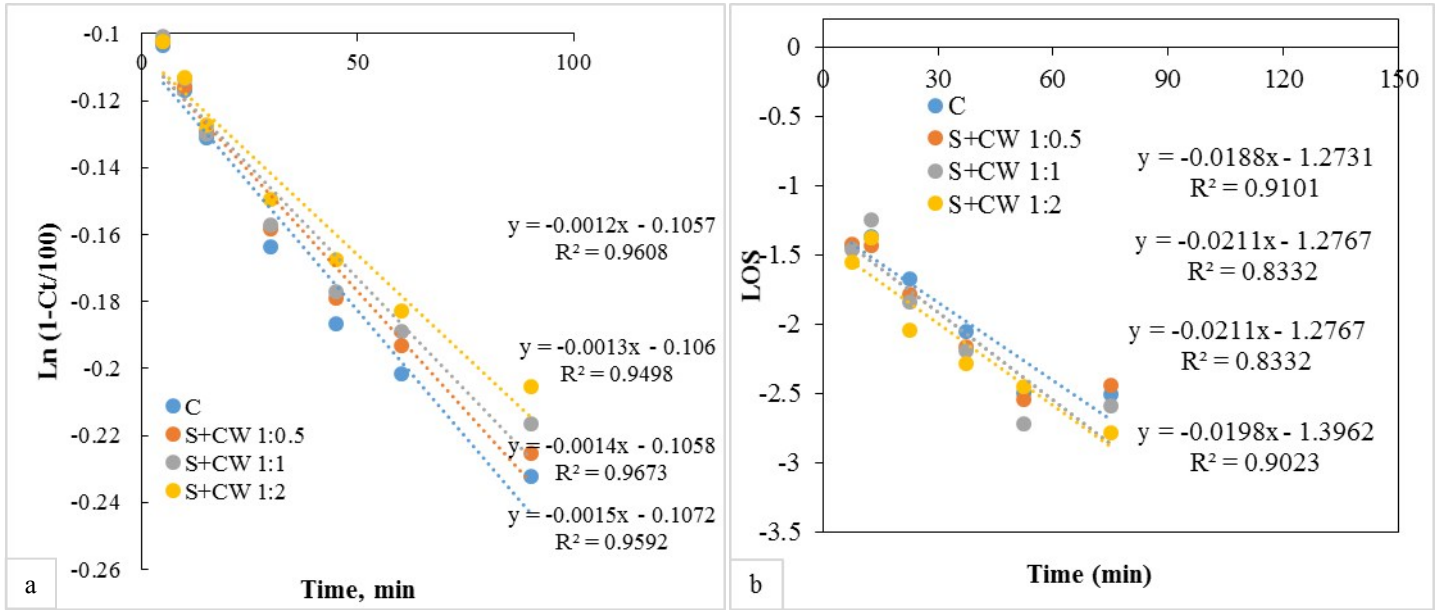 -0.1
0
50
100
-0.12
-0.14
-0.16
-0.18
-0.2
-0.22
-0.24
-0.26
Ln (1-Ct/100)
y = -0.0012x - 0.1057
R² = 0.9608
y = -0.0013x - 0.106
R² = 0.9498
y = -0.0014x - 0.1058
R² = 0.9673
y = -0.0015x - 0.1072
R² = 0.9592
C
S+CW 1:0.5
S+CW 1:1
S+CW 1:2
Time, min
a
0
0
30
60
90
120
150
-0.5
-1
-1.5
-2
-2.5
-3
-3.5
LOS
C
S+CW 1:0.5
S+CW 1:1
S+CW 1:2
y = -0.0188x - 1.2731
R² = 0.9101
y = -0.0211x - 1.2767
R² = 0.8332
y = -0.0211x - 1.2767
R² = 0.8332
y = -0.0198x - 1.3962
R² = 0.9023
Time (min)
b